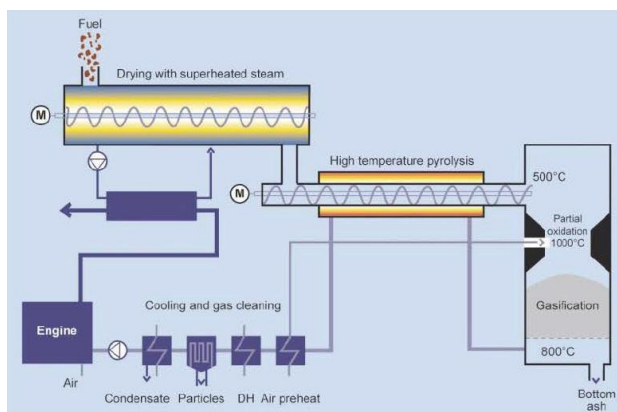 Fuel
Drying with superheated steam
M
High temperature pyrolysis
M
500°C
Partial
oxidation
1000°C
Cooling and gas cleaning
Gasification
Engine
800°C
Air
Condensate Particles DH Air preheat
Bottom
ash